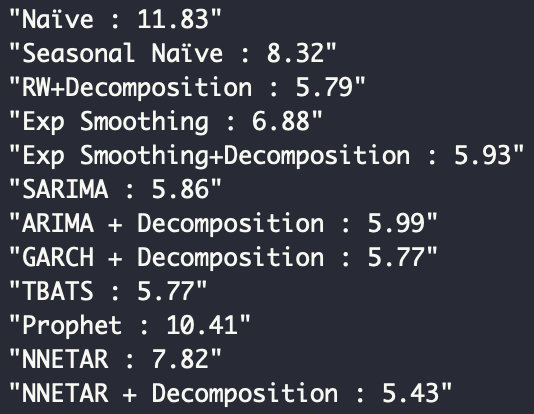 "Naïve : 11.83"
"Seasonal Naïve : 8.32"
"RW+Decomposition : 5.79"
"Exp Smoothing : 6.88"
"Exp Smoothing+Decomposition : 5.93"
"SARIMA : 5.86"
"ARIMA + Decomposition : 5.99"
"GARCH + Decomposition : 5.77"
"TBATS : 5.77"
"Prophet : 10.41"
"NNETAR : 7.82"
"NNETAR + Decomposition : 5.43"